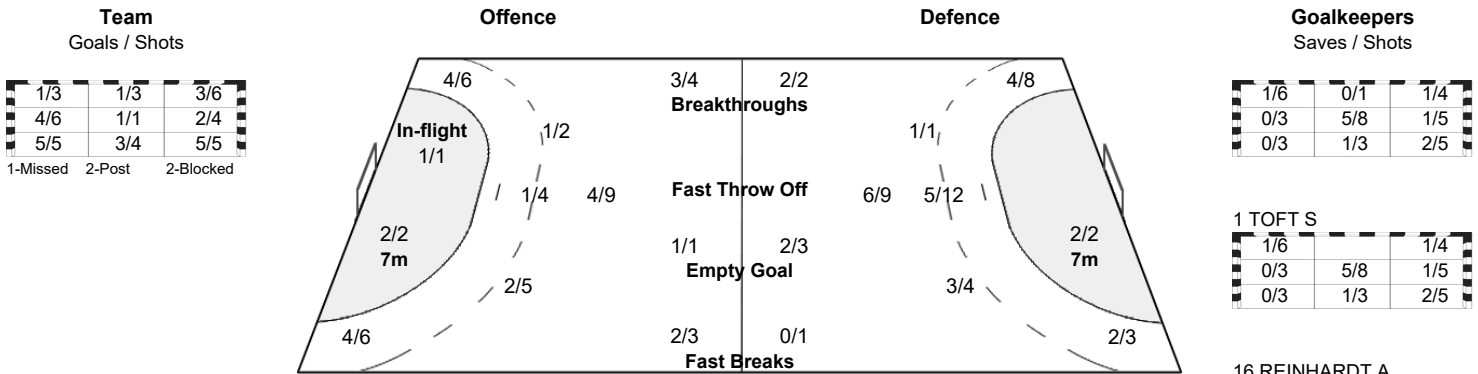 Team
Goals / Shots
1/3 1/3 3/6
4/6 1/1 2/4
5/5 3/4 5/5
1-Missed 2-Post 2-Blocked
Offence
Defence
4/6 3/4 2/2 4/8
Breakthroughs
In-flight
1/1
1/2 1/1
Fast Throw Off
1/4 4/9 6/9 5/12
2/2
7m
1/1 2/3
Empty Goal
2/2
7m
2/5 3/4
4/6 2/3 0/1 2/3
Fast Breaks
Goalkeepers
Saves / Shots
1/6 0/1 1/4
0/3 5/8 1/5
0/3 1/3 2/5
1 TOFT S
1/6 1/4
0/3 5/8 1/5
0/3 1/3 2/5
16 REINHARDT A